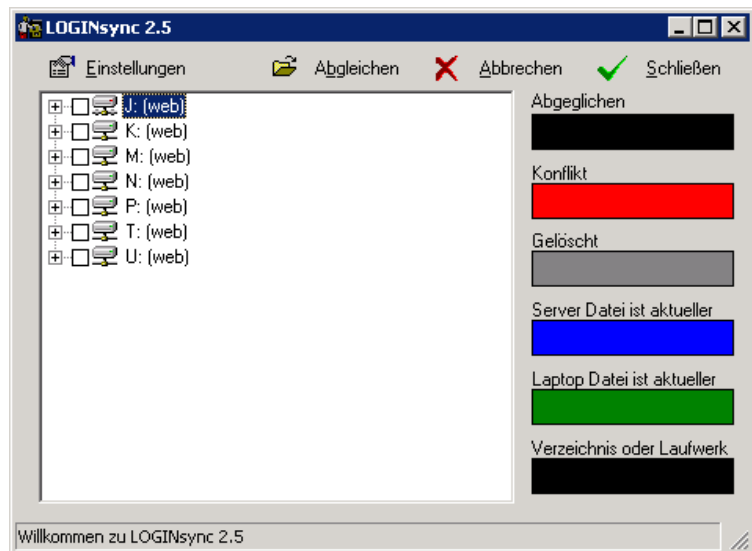 LOGINsync 2.5
Einstellungen Abgleichen Abbrechen Schließen
J: (web)
K: (web)
M: (web)
N: (web)
P: (web)
T: (web)
U: (web)
Abgeglichen
Konflikt
Gelöscht
Server Datei ist aktueller
Laptop Datei ist aktueller
Verzeichnis oder Laufwerk
Willkommen zu LOGINsync 2.5